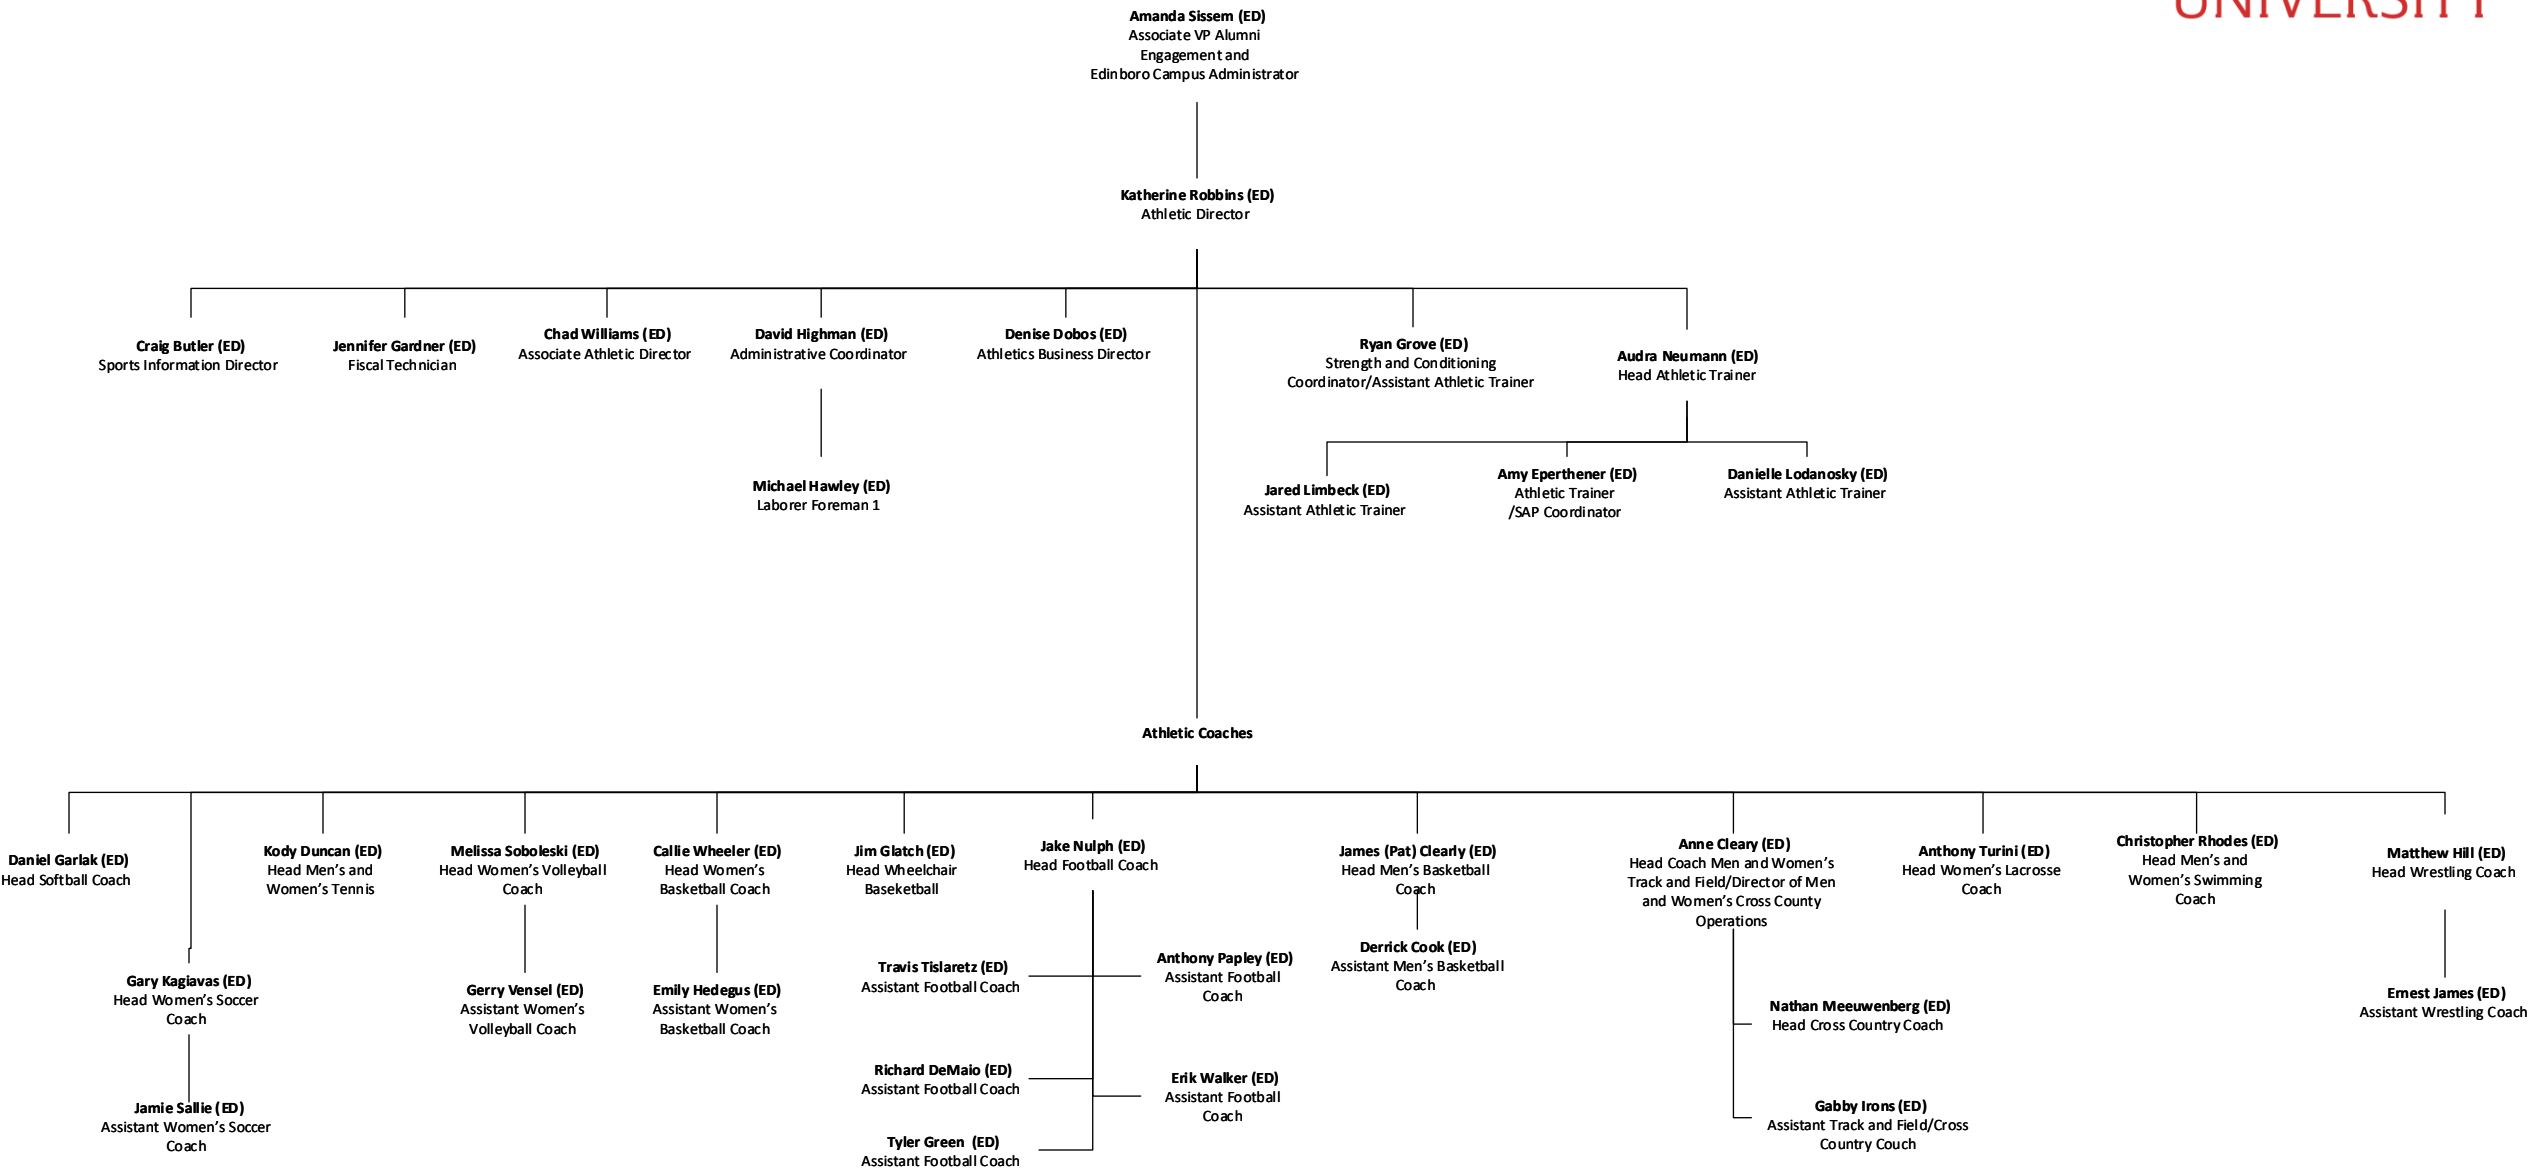 UNIVERSITY
Amanda Sissem (ED)
Associate VP Alumni
Engagement and
Edinboro Campus Administrator
Katherine Robbins (ED)
Athletic Director
Craig Butler (ED)
Sports Information Director
Jennifer Gardner (ED)
Fiscal Technician
Chad Williams (ED)
Associate Athletic Director
David Highman (ED)
Administrative Coordinator
Denise Dobos (ED)
Athletics Business Director
Ryan Grove (ED)
Strength and Conditioning
Coordinator/Assistant Athletic Trainer
Audra Neumann (ED)
Head Athletic Trainer
Michael Hawley (ED)
Laborer Foreman 1
Jared Limbeck (ED)
Assistant Athletic Trainer
Amy Eperthener (ED)
Athletic Trainer
/SAP Coordinator
Danielle Lodanosky (ED)
Assistant Athletic Trainer
Athletic Coaches
Daniel Garlak (ED)
Head Softball Coach
Kody Duncan (ED)
Head Men’s and
Women’s Tennis
Melissa Soboleski (ED)
Head Women’s Volleyball
Coach
Callie Wheeler (ED)
Head Women’s
Basketball Coach
Jim Glatch (ED)
Head Wheelchair
Baseketball
Jake Nulph (ED)
Head Football Coach
James (Pat) Clearly (ED)
Head Men’s Basketball
Coach
Anne Cleary (ED)
Head Coach Men and Women’s
Track and Field/Director of Men
and Women’s Cross County
Operations
Anthony Turini (ED)
Head Women’s Lacrosse
Coach
Christopher Rhodes (ED)
Head Men’s and
Women’s Swimming
Coach
Matthew Hill (ED)
Head Wrestling Coach
Gary Kagiavas (ED)
Head Women’s Soccer
Coach
Gerry Vensel (ED)
Assistant Women’s
Volleyball Coach
Emily Hedegus (ED)
Assistant Women’s
Basketball Coach
Travis Tislaretz (ED)
Assistant Football Coach
Anthony Papley (ED)
Assistant Football
Coach
Derrick Cook (ED)
Assistant Men’s Basketball
Coach
Nathan Meeuwenberg (ED)
Head Cross Country Coach
Ernest James (ED)
Assistant Wrestling Coach
Jamie Sallie (ED)
Assistant Women’s Soccer
Coach
Richard DeMaio (ED)
Assistant Football Coach
Erik Walker (ED)
Assistant Football
Coach
Gabby Irons (ED)
Assistant Track and Field/Cross
Country Couch
Tyler Green (ED)
Assistant Football Coach